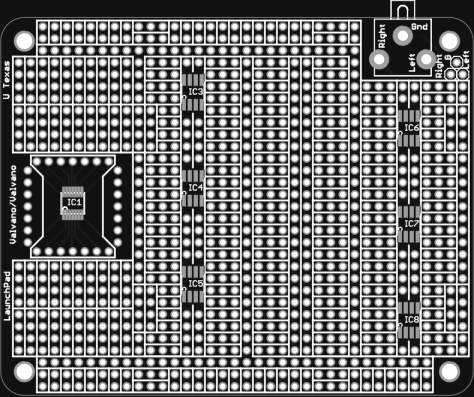 Right
Gnd
Left
Right
G
Left
U Texas
IC3
IC6
Valvano/Valvano
IC4
IC1
IC7
LaunchPad
IC5
IC8